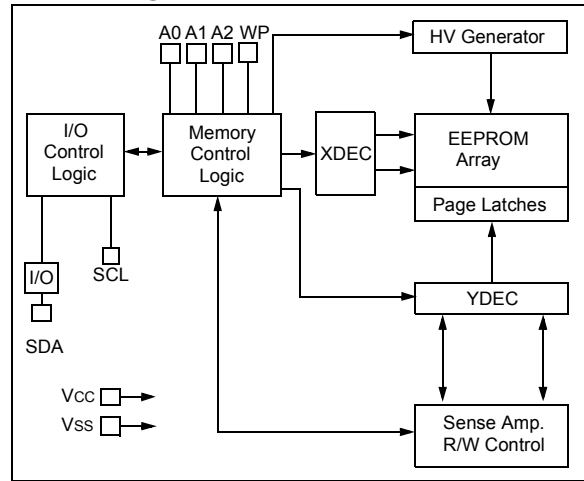 A0 A1 A2 WP
HV Generator
I/O
Control
Logic
Memory
Control
Logic
XDEC
EEPROM
Array
Page Latches
I/O
SCL
SDA
YDEC
Vcc
Vss
Sense Amp.
R/W Control